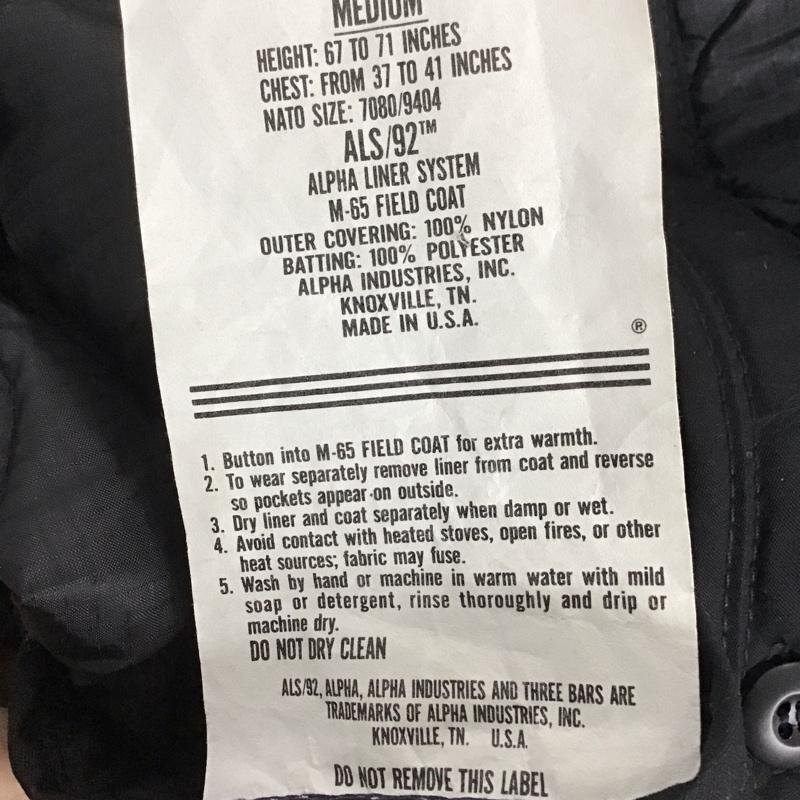 MEDIUM
HEIGHT: 67 TO 71 INCHES
CHEST: FROM 37 TO 41 INCHES
NATO SIZE: 7080/9404
ALS/92™
ALPHA LINER SYSTEM
M-65 FIELD COAT
OUTER COVERING: 100% NYLON
BATTING: 100% POLYESTER
ALPHA INDUSTRIES, INC.
KNOXVILLE, TN.
MADE IN U.S.A.
®
1. Button into M-65 FIELD COAT for extra warmth.
2. To wear separately remove liner from coat and reverse
so pockets appear on outside.
3. Dry liner and coat separately when damp or wet.
4. Avoid contact with heated stoves, open fires, or other
heat sources; fabric may fuse.
5. Wash by hand or machine in warm water with mild
soap or detergent, rinse thoroughly and drip or
machine dry.
DO NOT DRY CLEAN
ALS/92, ALPHA, ALPHA INDUSTRIES AND THREE BARS ARE
TRADEMARKS OF ALPHA INDUSTRIES, INC.
KNOXVILLE, TN. U.S.A.
DO NOT REMOVE THIS LABEL